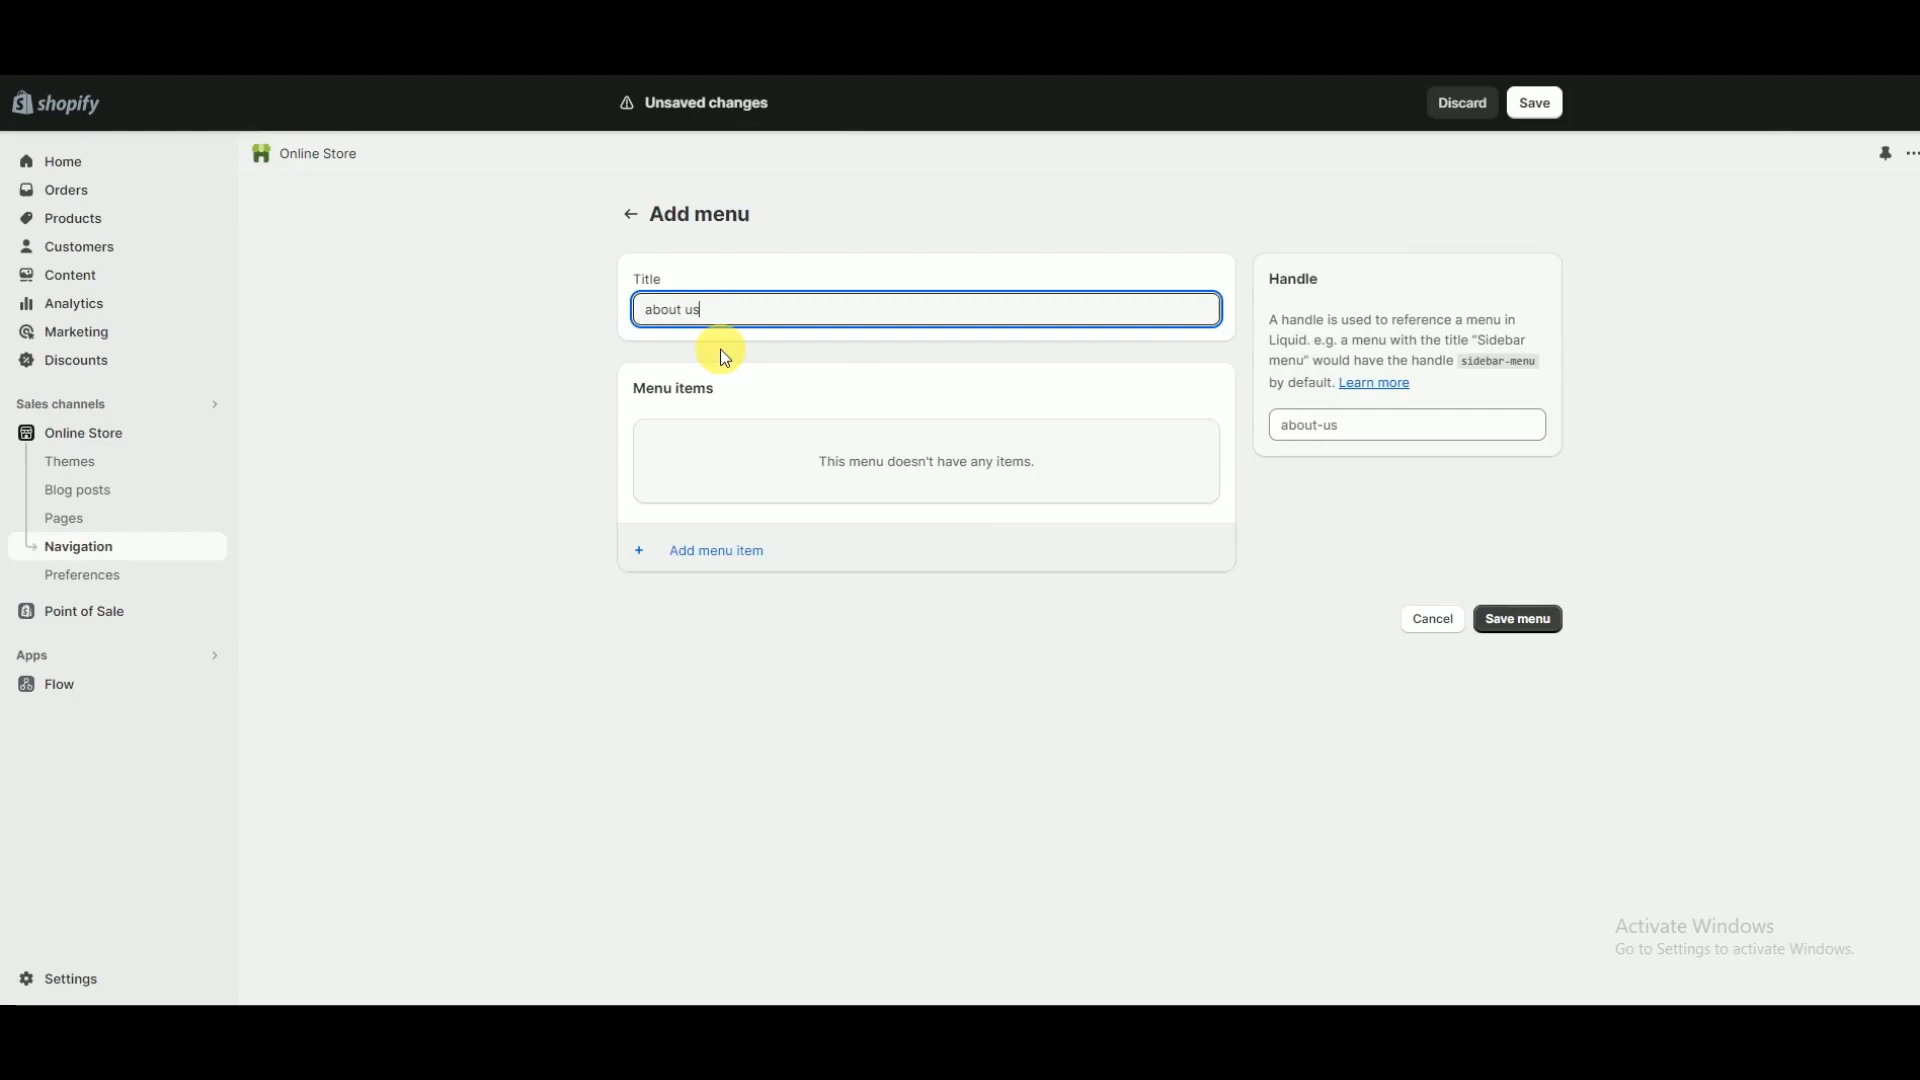 shopify
Unsaved changes
Discard
Save
Home
Orders
Products
Customers
Content
Analytics
Marketing
Discounts
Sales channels
Online Store
Themes
Blog posts
Pages
Navigation
Preferences
Point of Sale
Apps
Flow
Settings
Online Store
Add menu
Title
about us
Menu items
This menu doesn't have any items.
+ Add menu item
Handle
A handle is used to reference a menu in
Liquid. e.g. a menu with the title "Sidebar
menu" would have the handle sidebar-menu
by default. Learn more
about-us
Cancel
Save menu
Activate Windows
Go to Settings to activate Windows.